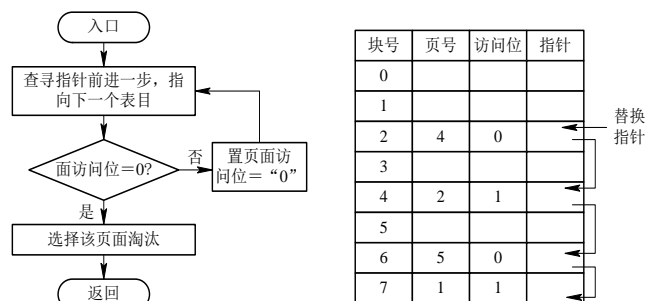 入口
查寻指针前进一步，指
向下一个表目
面访问位＝0?
否
置页面访
问位＝“0”
是
选择该页面淘汰
返回
块号 页号 访问位 指针
0
1
2 4 0
3
4 2 1
5
6 5 0
7 1 1
替换
指针